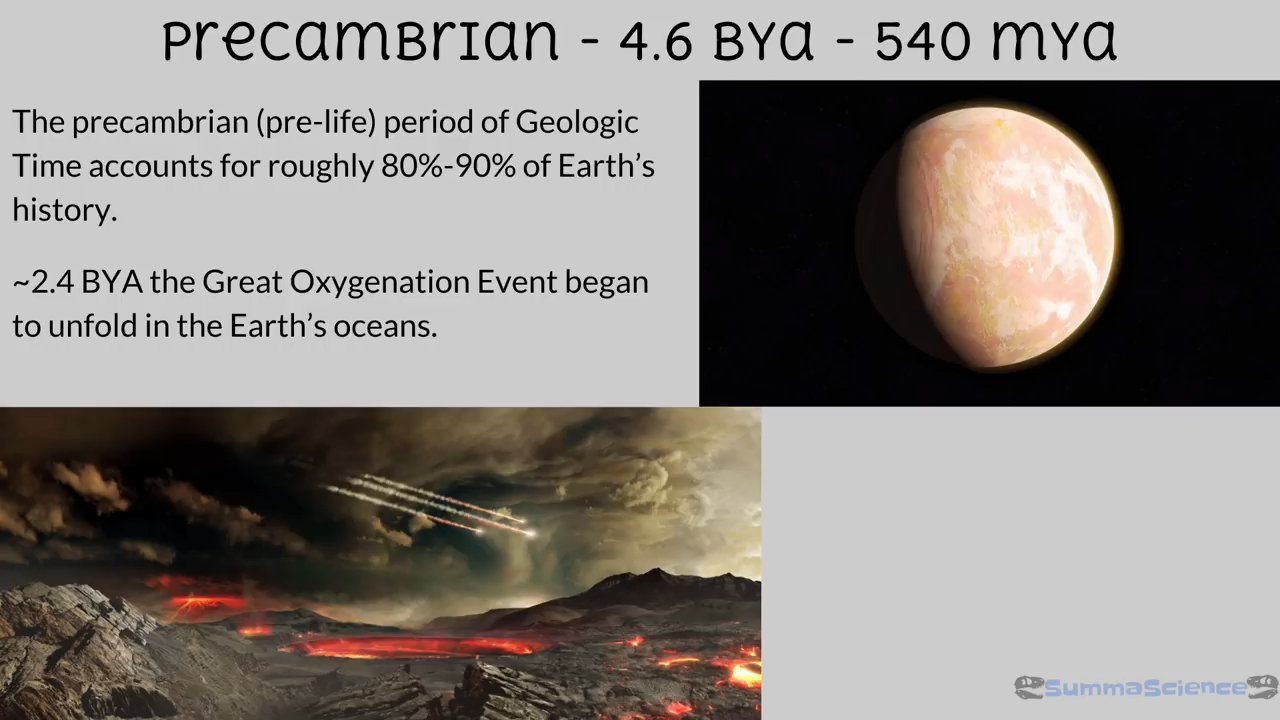 Precambrian - 4.6 BYA - 540 MYA
The precambrian (pre-life) period of Geologic
Time accounts for roughly 80%-90% of Earth's
history.
~2.4 BYA the Great Oxygenation Event began
to unfold in the Earth's oceans.
SummaScience